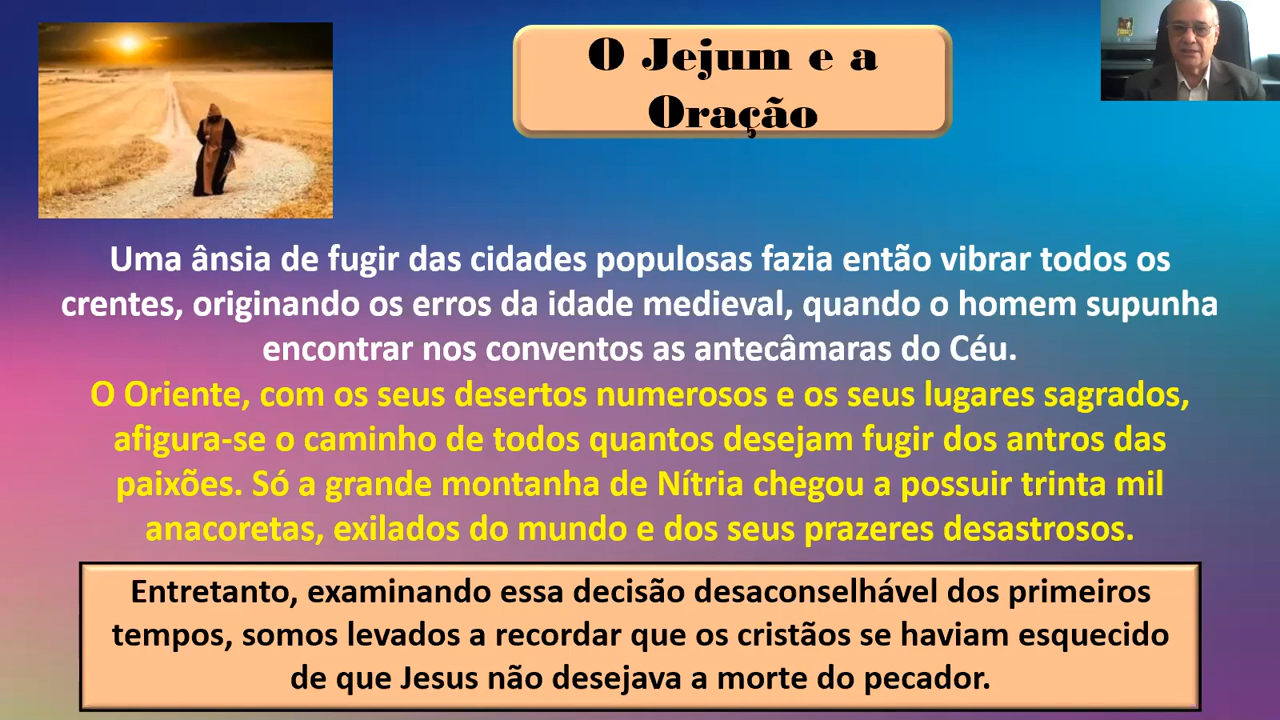 O Jejum e a
Oração
Uma ânsia de fugir das cidades populosas fazia então vibrar todos os
crentes, originando os erros da idade medieval, quando o homem supunha
encontrar nos conventos as antecâmaras do Céu.
O Oriente, com os seus desertos numerosos e os seus lugares sagrados,
afigura-se o caminho de todos quantos desejam fugir dos antros das
paixões. Só a grande montanha de Nítria chegou a possuir trinta mil
anacoretas, exilados do mundo e dos seus prazeres desastrosos.
Entretanto, examinando essa decisão desaconselhável dos primeiros
tempos, somos levados a recordar que os cristãos se haviam esquecido
de que Jesus não desejava a morte do pecador.